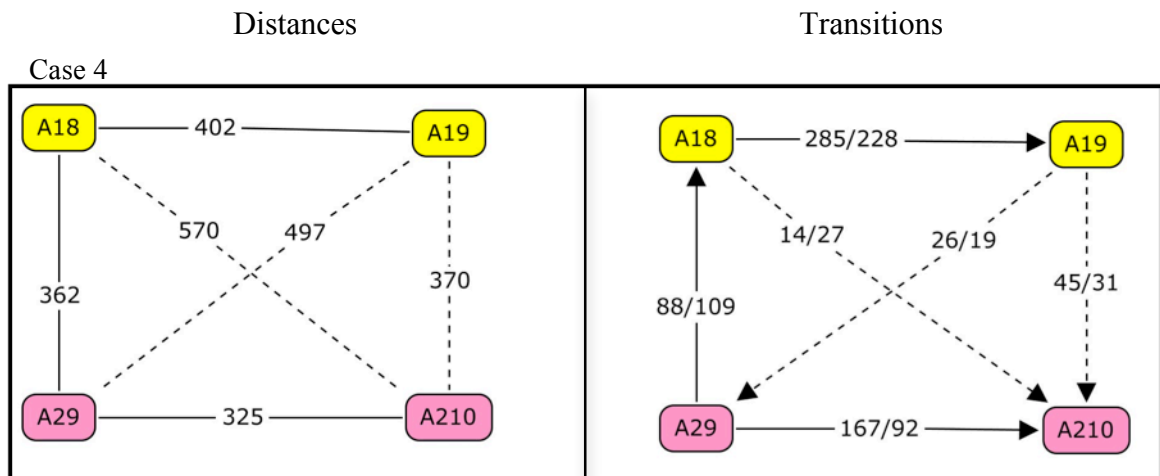 Distances Transitions
Case 4
A18 402 A19
A18 285/228 A19
570 497
14/27 26/19
362 370
88/109 45/31
A29 325 A210
A29 167/92 A210